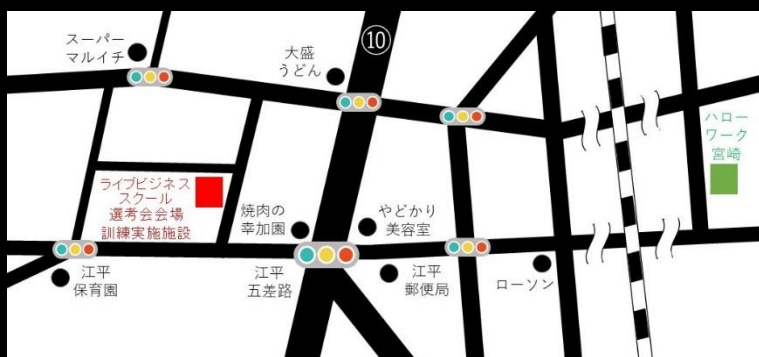 ⑩
スーパー
マルイチ
大盛
うどん
ハロー
ワーク
宮崎
ライブビジネス
スクール
選考会会場
訓練実施施設
焼肉の
幸加園
やどかり
美容室
江平
保育園
江平
五差路
江平
郵便局
ローソン